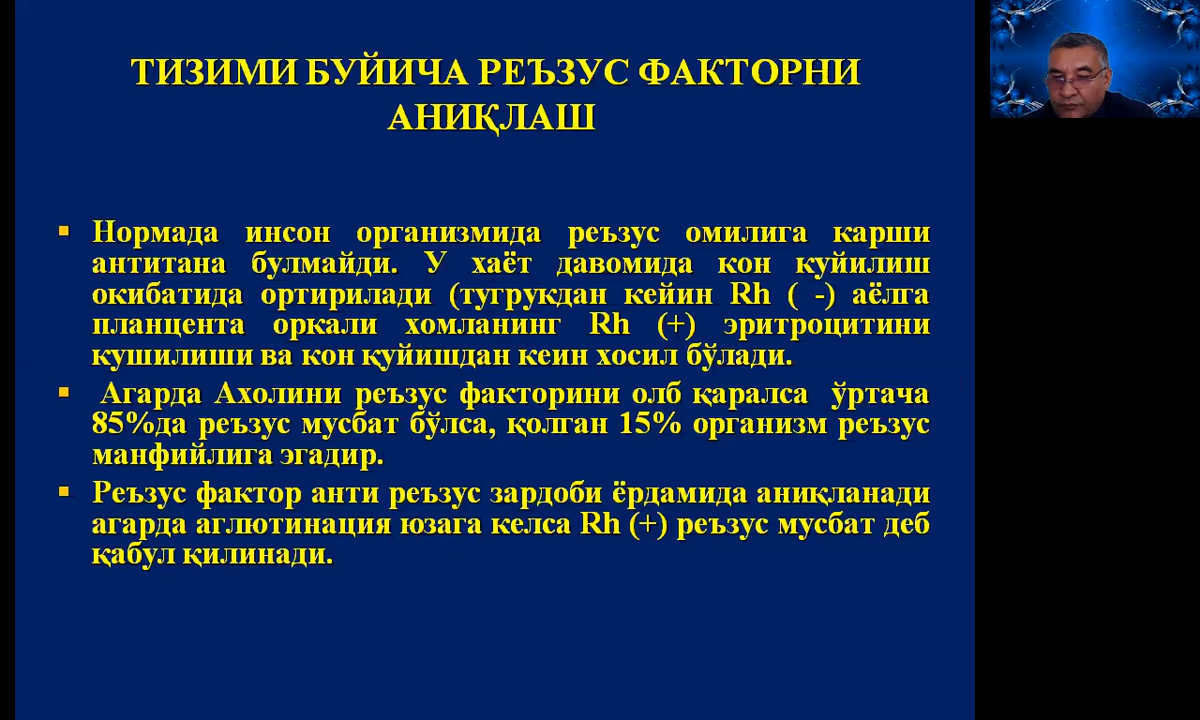 ТИЗИМИ БУЙИЧА РЕЪЗУС ФАКТОРНИ
АНИҚЛАШ
▪ Нормада инсон организмида реъзус омилига карши
антитана булмайди. У хаёт давомида кон куйилиш
окибатида ортирилади (тугрукдан кейин Rh ( -) аёлга
планцента оркали хомланинг Rh (+) эритроцитини
кушилиши ва кон қуйишдан кеин хосил бўлади.
▪ Агарда Ахолини реъзус факторини олб қаралса ўртача
85%да реъзус мусбат бўлса, қолган 15% организм реъзус
манфийлига эгадир.
▪ Реъзус фактор анти реъзус зардоби ёрдамида аниқланади
агарда аглютинация юзага келса Rh (+) реъзус мусбат деб
қабул қилинади.